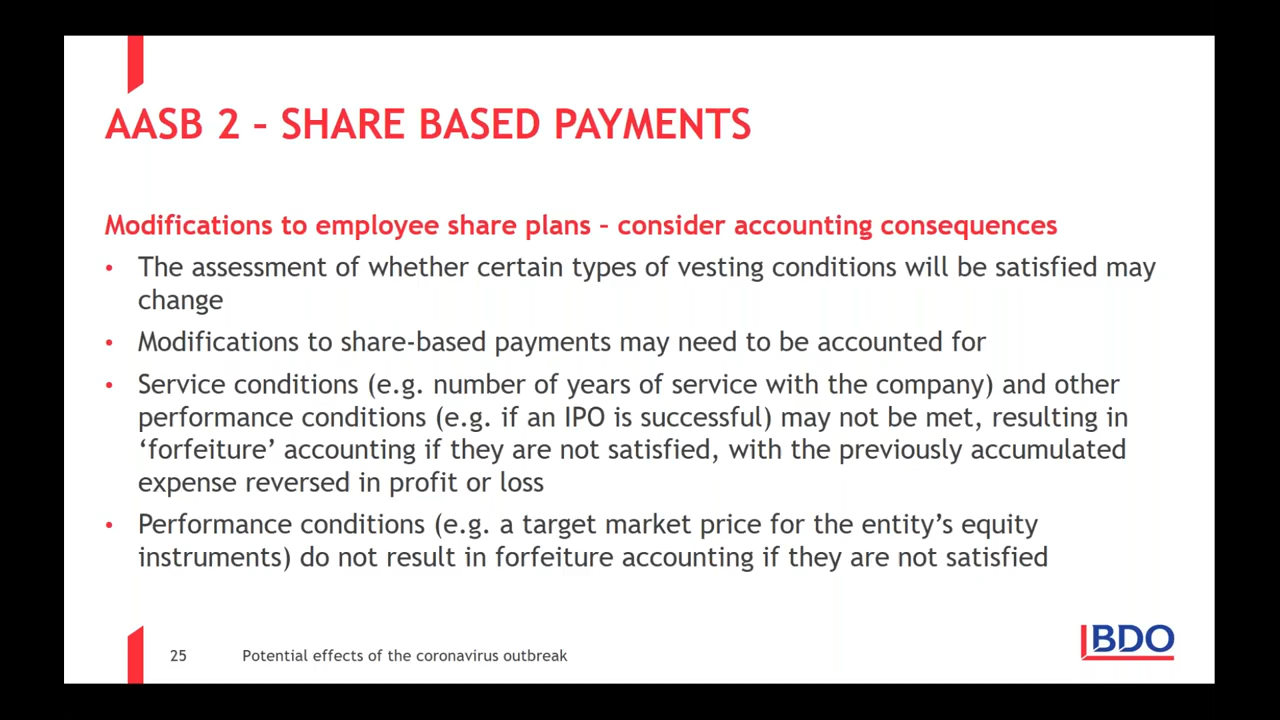 AASB 2 – SHARE BASED PAYMENTS
Modifications to employee share plans – consider accounting consequences
• The assessment of whether certain types of vesting conditions will be satisfied may
change
• Modifications to share-based payments may need to be accounted for
• Service conditions (e.g. number of years of service with the company) and other
performance conditions (e.g. if an IPO is successful) may not be met, resulting in
‘forfeiture’ accounting if they are not satisfied, with the previously accumulated
expense reversed in profit or loss
• Performance conditions (e.g. a target market price for the entity’s equity
instruments) do not result in forfeiture accounting if they are not satisfied
25 Potential effects of the coronavirus outbreak
BDO